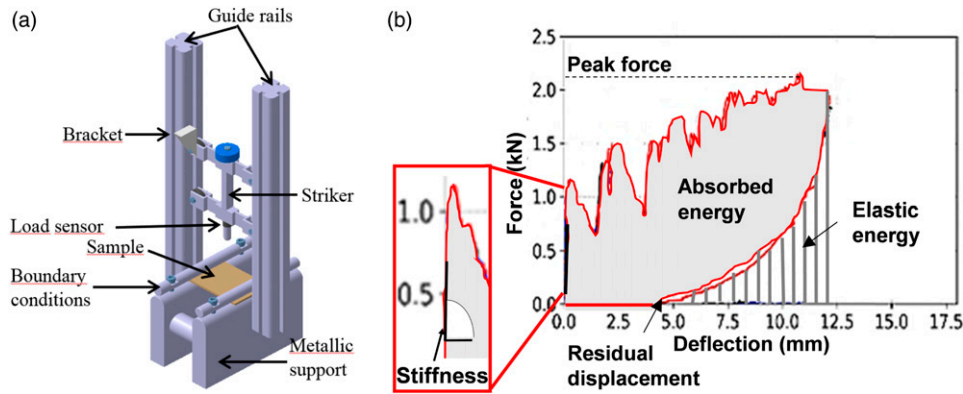 (a)
Guide rails
Bracket
Striker
Load sensor
Sample
Boundary
conditions
Metallic
support
(b)
2.5
Peak force
2.0
1.5
Force (kN)
1.0
0.5
0.0
Absorbed
energy
Elastic
energy
1.0
0.5
Stiffness
0.0 2.5 5.0 7.5 10.0 12.5 15.0 17.5
Deflection (mm)
Residual
displacement